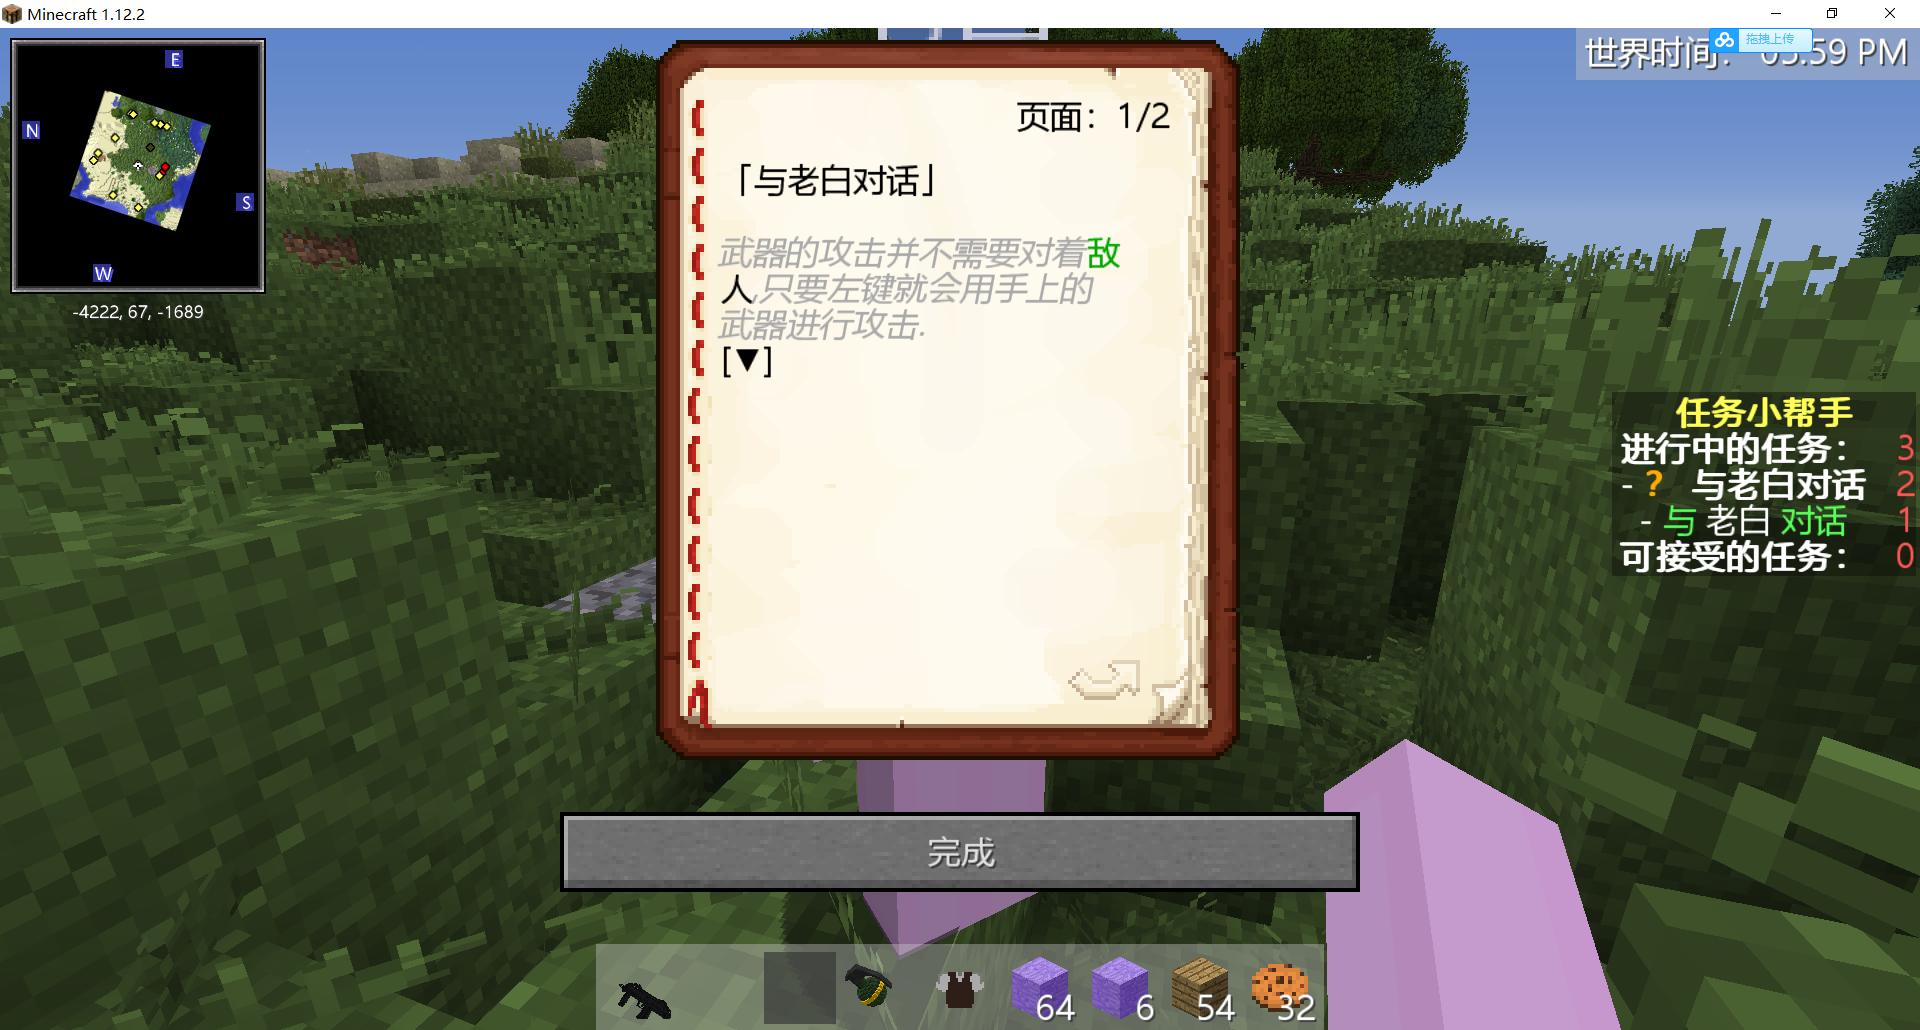 Minecraft 1.12.2
E
N
S
W
-4222, 67, -1689
页面：1/2
「与老白对话」
武器的攻击并不需要对着敌
人,只要左键就会用手上的
武器进行攻击.
[▼]
完成
64
6
54
32
拖拽上传
世界时间: 05:59 PM
任务小帮手
进行中的任务： 3
- ? 与老白对话 2
- 与 老白 对话 1
可接受的任务： 0